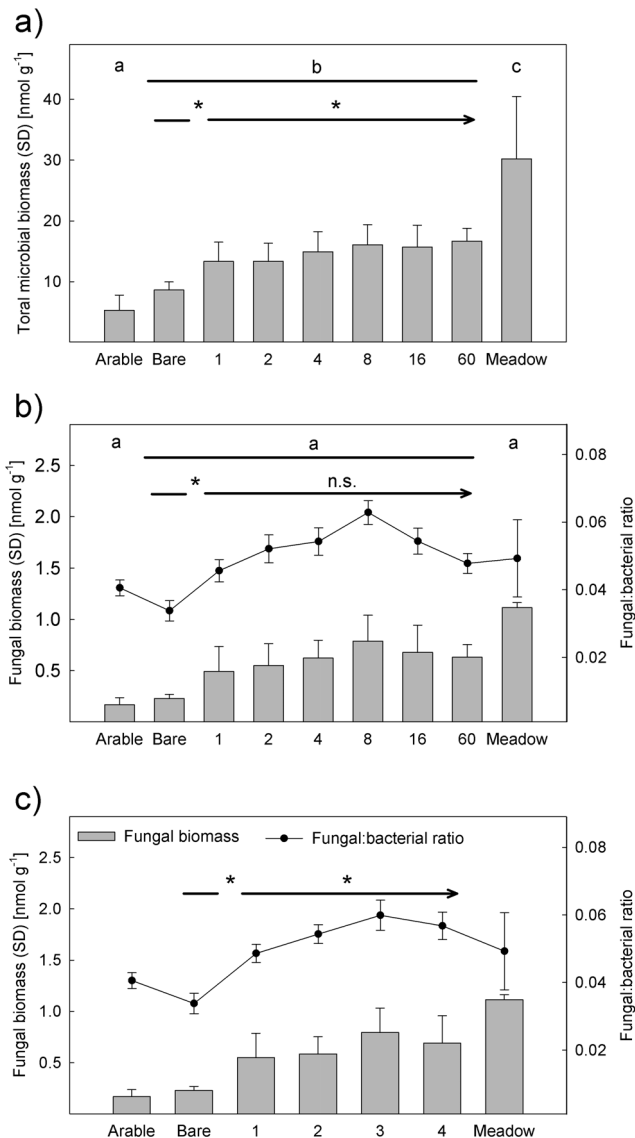 a)
a
b
c
*
*
40
30
20
10
Toral microbial biomass (SD) [nmol g-1]
Arable Bare 1 2 4 8 16 60 Meadow
b)
a
a
a
*
n.s.
2.5
2.0
1.5
1.0
0.5
Fungal biomass (SD) [nmol g-1]
0.08
0.06
0.04
0.02
Fungal:bacterial ratio
Arable Bare 1 2 4 8 16 60 Meadow
c)
Fungal biomass
Fungal:bacterial ratio
*
*
2.5
2.0
1.5
1.0
0.5
Fungal biomass (SD) [nmol g-1]
0.08
0.06
0.04
0.02
Fungal:bacterial ratio
Arable Bare 1 2 3 4 Meadow